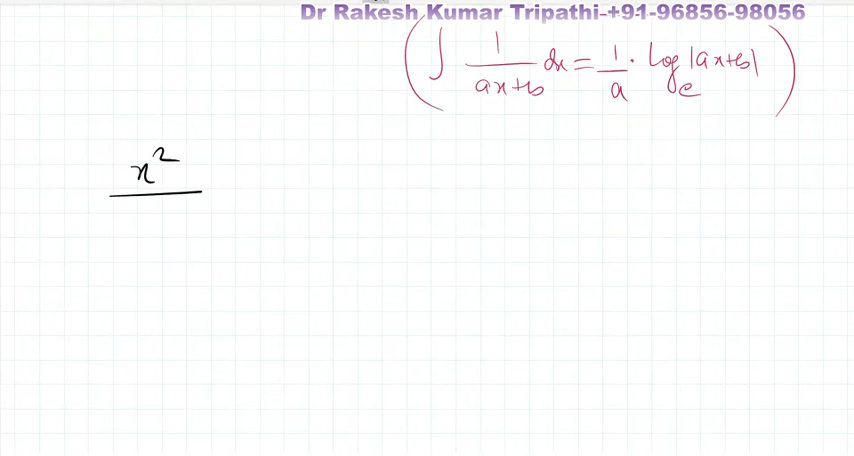 Dr Rakesh Kumar Tripathi-+91-96856-98056
(∫ 1/(ax+b) dx = 1/a · log_e |ax+b|)
x²